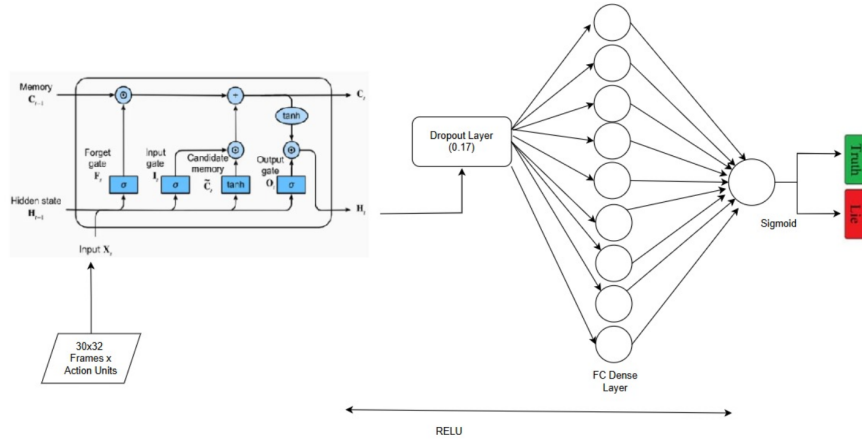 Memory
C_{t-1}
C_t
tanh
Forget
gate
F_t
Input
gate
I_t
Candidate
memory
C̃_t
Output
gate
O_t
σ
σ
tanh
σ
Hidden state
H_{t-1}
H_t
Input X_t
30x32
Frames x
Action Units
Dropout Layer
(0.17)
FC Dense
Layer
Sigmoid
Truth
Lie
RELU